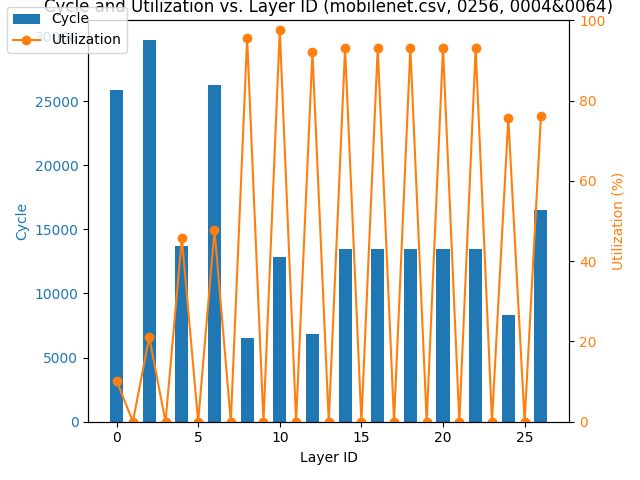 Cycle and Utilization vs. Layer ID (mobilenet.csv, 0256, 0004&0064)
Cycle
Utilization
30000
25000
20000
15000
10000
5000
0
Cycle
100
80
60
40
20
0
Utilization (%)
0 5 10 15 20 25
Layer ID